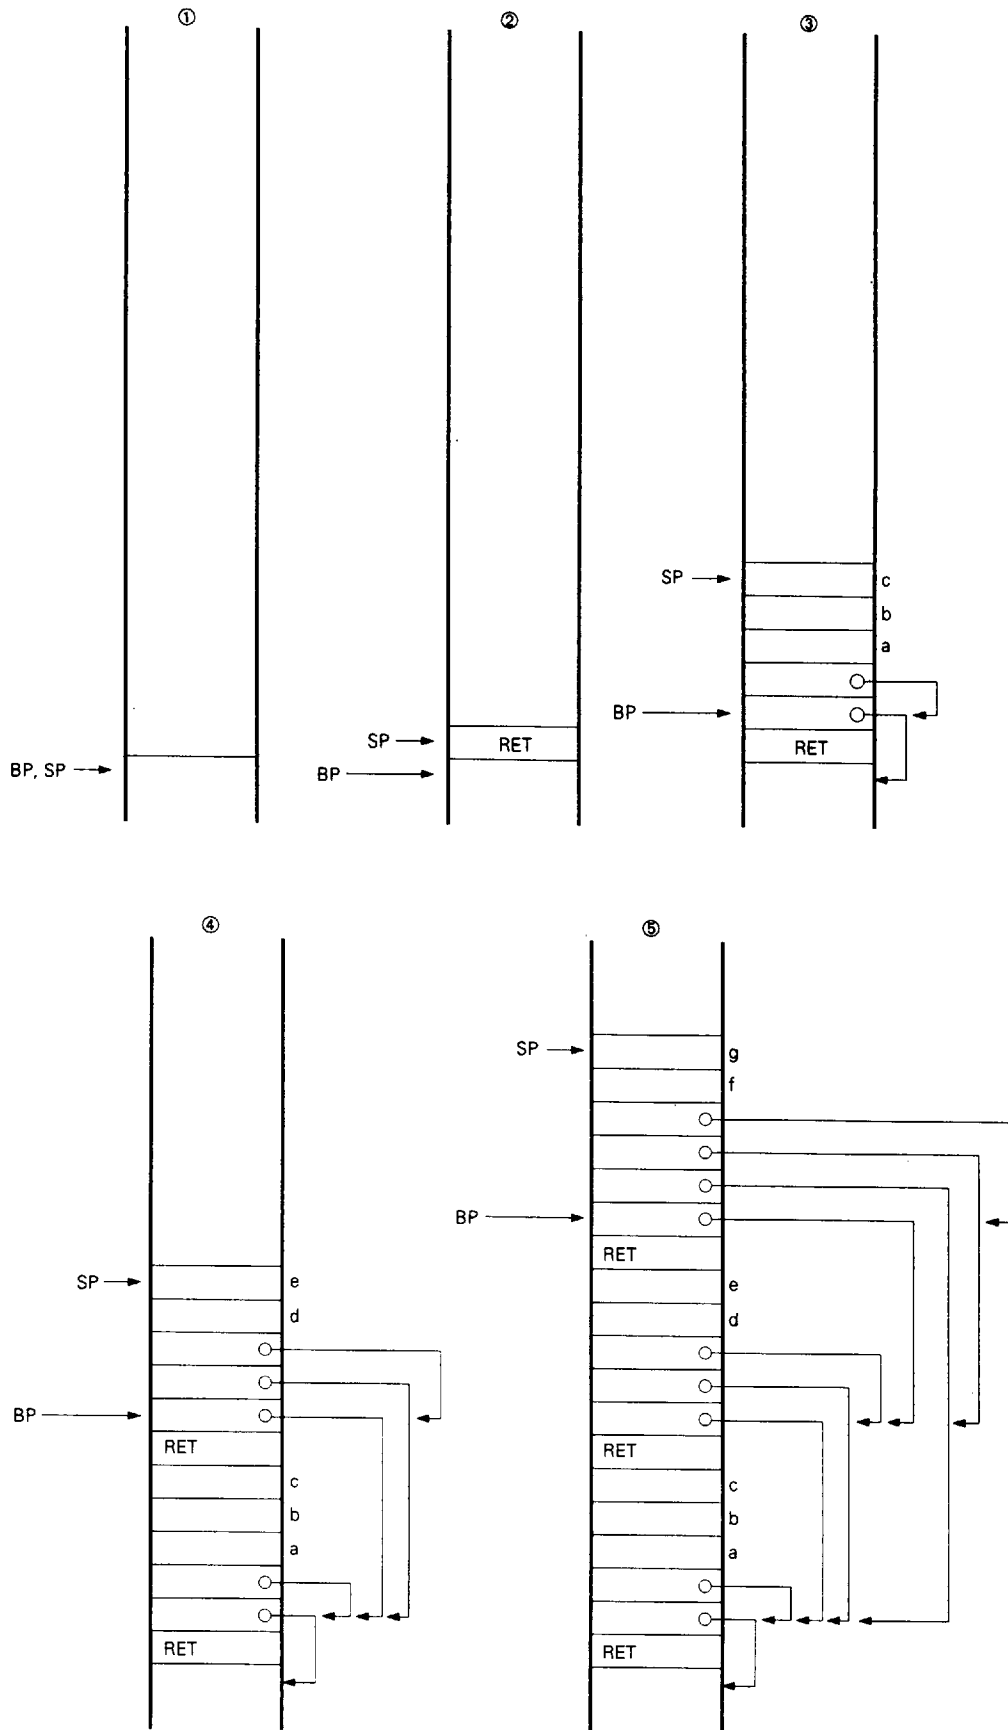 ①
②
③
SP
c
b
a
BP
RET
SP
RET
BP
BP, SP
④
⑤
SP
g
f
BP
RET
SP
e
e
d
d
BP
RET
RET
c
c
b
b
a
a
RET
RET